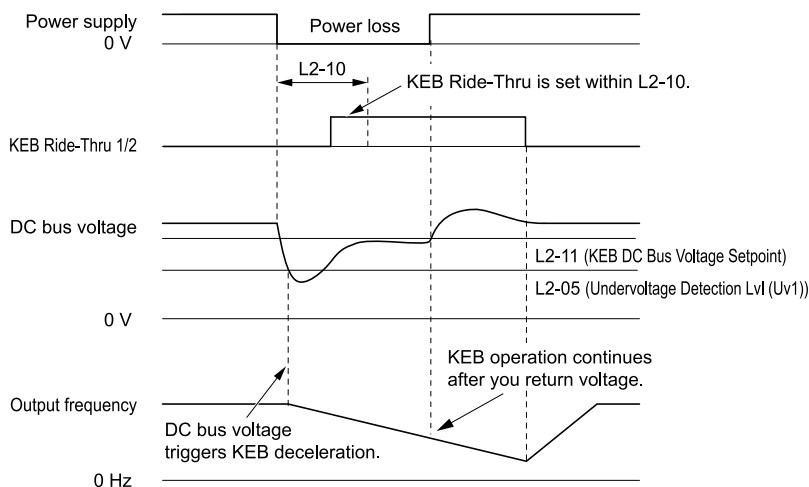 Power supply
0 V
Power loss
L2-10
KEB Ride-Thru is set within L2-10.
KEB Ride-Thru 1/2
DC bus voltage
L2-11 (KEB DC Bus Voltage Setpoint)
L2-05 (Undervoltage Detection Lvl (Uv1))
0 V
KEB operation continues
after you return voltage.
Output frequency
DC bus voltage
triggers KEB deceleration.
0 Hz